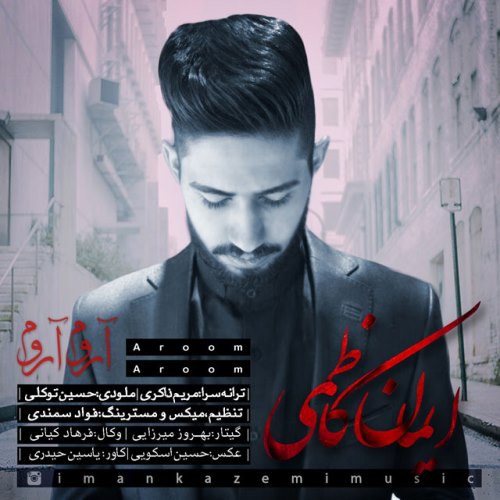 آروم آروم
Aroom
Aroom
ایمان کاظمی
ترانه سرا:مریم ذاکری|ملودی:حسین توکلی
تنظیم،میکس و مسترینگ:فواد سمندی
گیتار:بهروز میرزایی | وکال:فرهاد کیانی
عکس:حسین اسکویی|کاور:یاسین حیدری
imankazemimusic